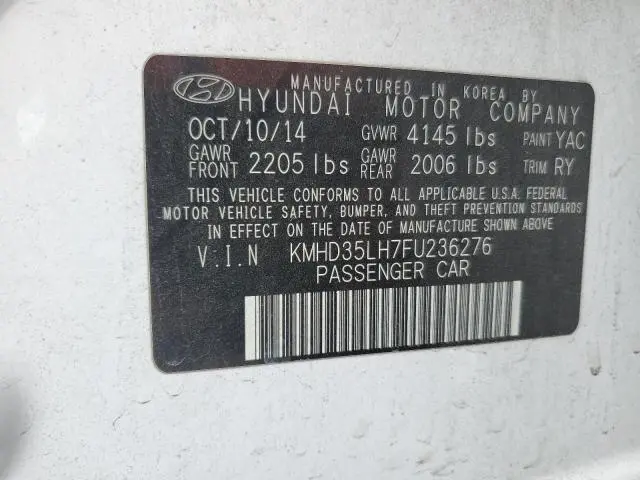 MANUFACTURED IN KOREA BY
HYUNDAI MOTOR COMPANY
OCT/10/14 GVWR 4145 lbs PAINT YAC
GAWR FRONT 2205 lbs GAWR REAR 2006 lbs TRIM RY
THIS VEHICLE CONFORMS TO ALL APPLICABLE U.S.A. FEDERAL
MOTOR VEHICLE SAFETY, BUMPER, AND THEFT PREVENTION STANDARDS
IN EFFECT ON THE DATE OF MANUFACTURE SHOWN ABOVE
V.I.N KMHD35LH7FU236276
PASSENGER CAR